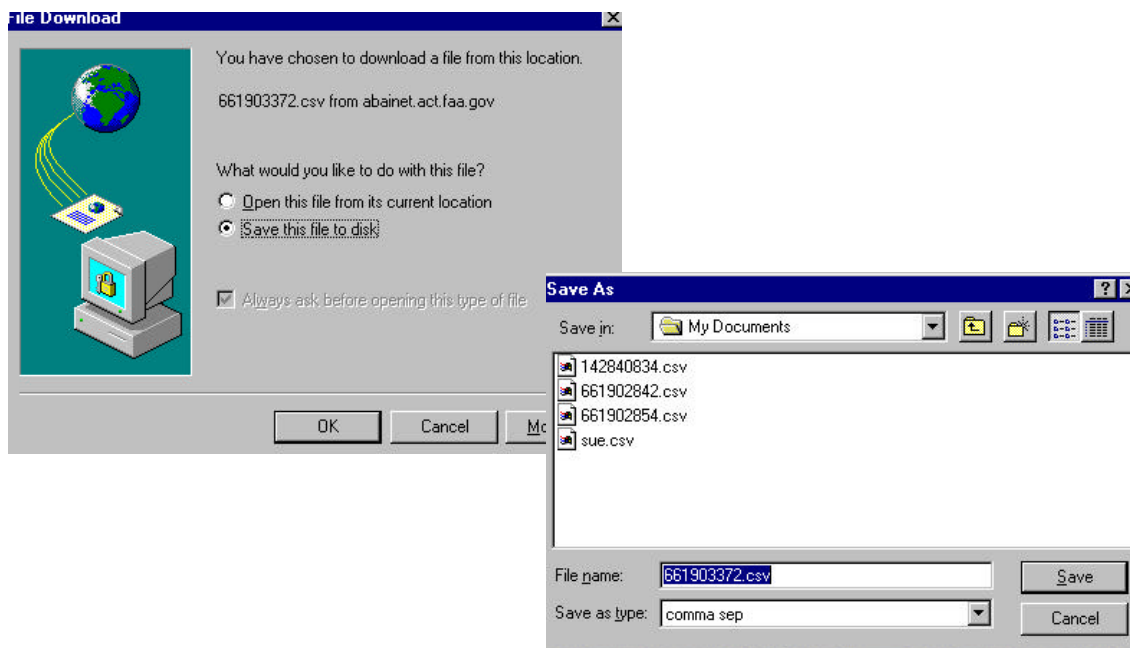 File Download
You have chosen to download a file from this location.
661903372.csv from abainet.act.faa.gov
What would you like to do with this file?
Open this file from its current location
Save this file to disk
Always ask before opening this type of file
OK Cancel
Save As
Save in: My Documents
142840834.csv
661902842.csv
661902854.csv
sue.csv
File name: 661903372.csv Save
Save as type: comma sep Cancel